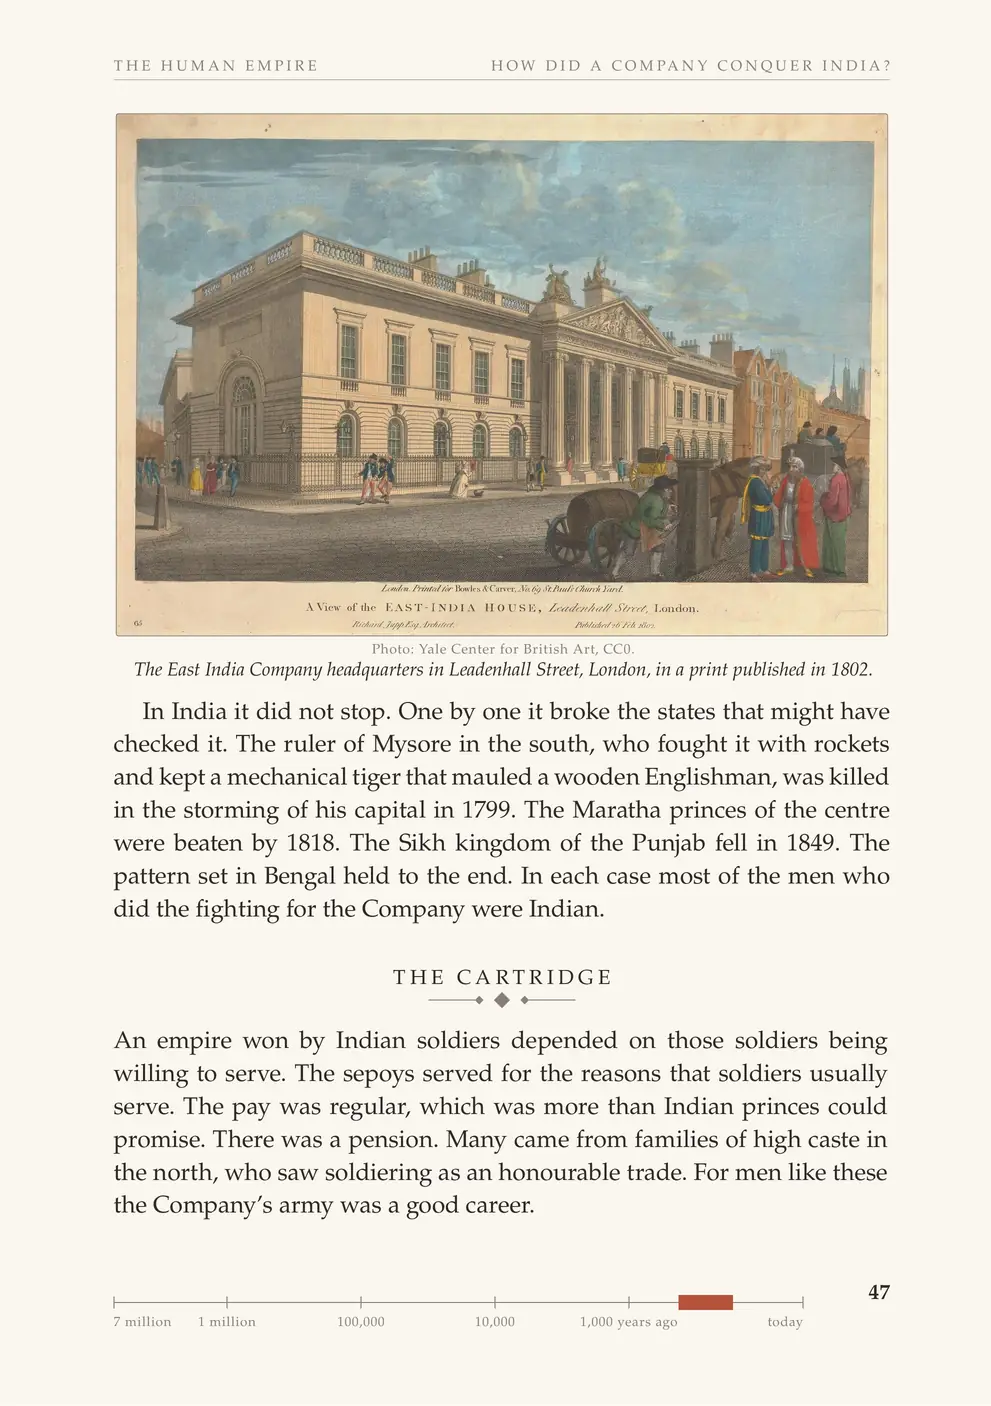 THE HUMAN EMPIRE
HOW DID A COMPANY CONQUER INDIA?
London. Printed for Bowles & Carver, No. 69 St. Paul's Church Yard.
A View of the EAST-INDIA HOUSE, Leadenhall Street, London.
65
Richard Jupp Esq. Architect.
Published 26 Feb. 1802.
Photo: Yale Center for British Art, CC0.
The East India Company headquarters in Leadenhall Street, London, in a print published in 1802.
In India it did not stop. One by one it broke the states that might have
checked it. The ruler of Mysore in the south, who fought it with rockets
and kept a mechanical tiger that mauled a wooden Englishman, was killed
in the storming of his capital in 1799. The Maratha princes of the centre
were beaten by 1818. The Sikh kingdom of the Punjab fell in 1849. The
pattern set in Bengal held to the end. In each case most of the men who
did the fighting for the Company were Indian.
THE CARTRIDGE
An empire won by Indian soldiers depended on those soldiers being
willing to serve. The sepoys served for the reasons that soldiers usually
serve. The pay was regular, which was more than Indian princes could
promise. There was a pension. Many came from families of high caste in
the north, who saw soldiering as an honourable trade. For men like these
the Company's army was a good career.
47
7 million 1 million 100,000 10,000 1,000 years ago today